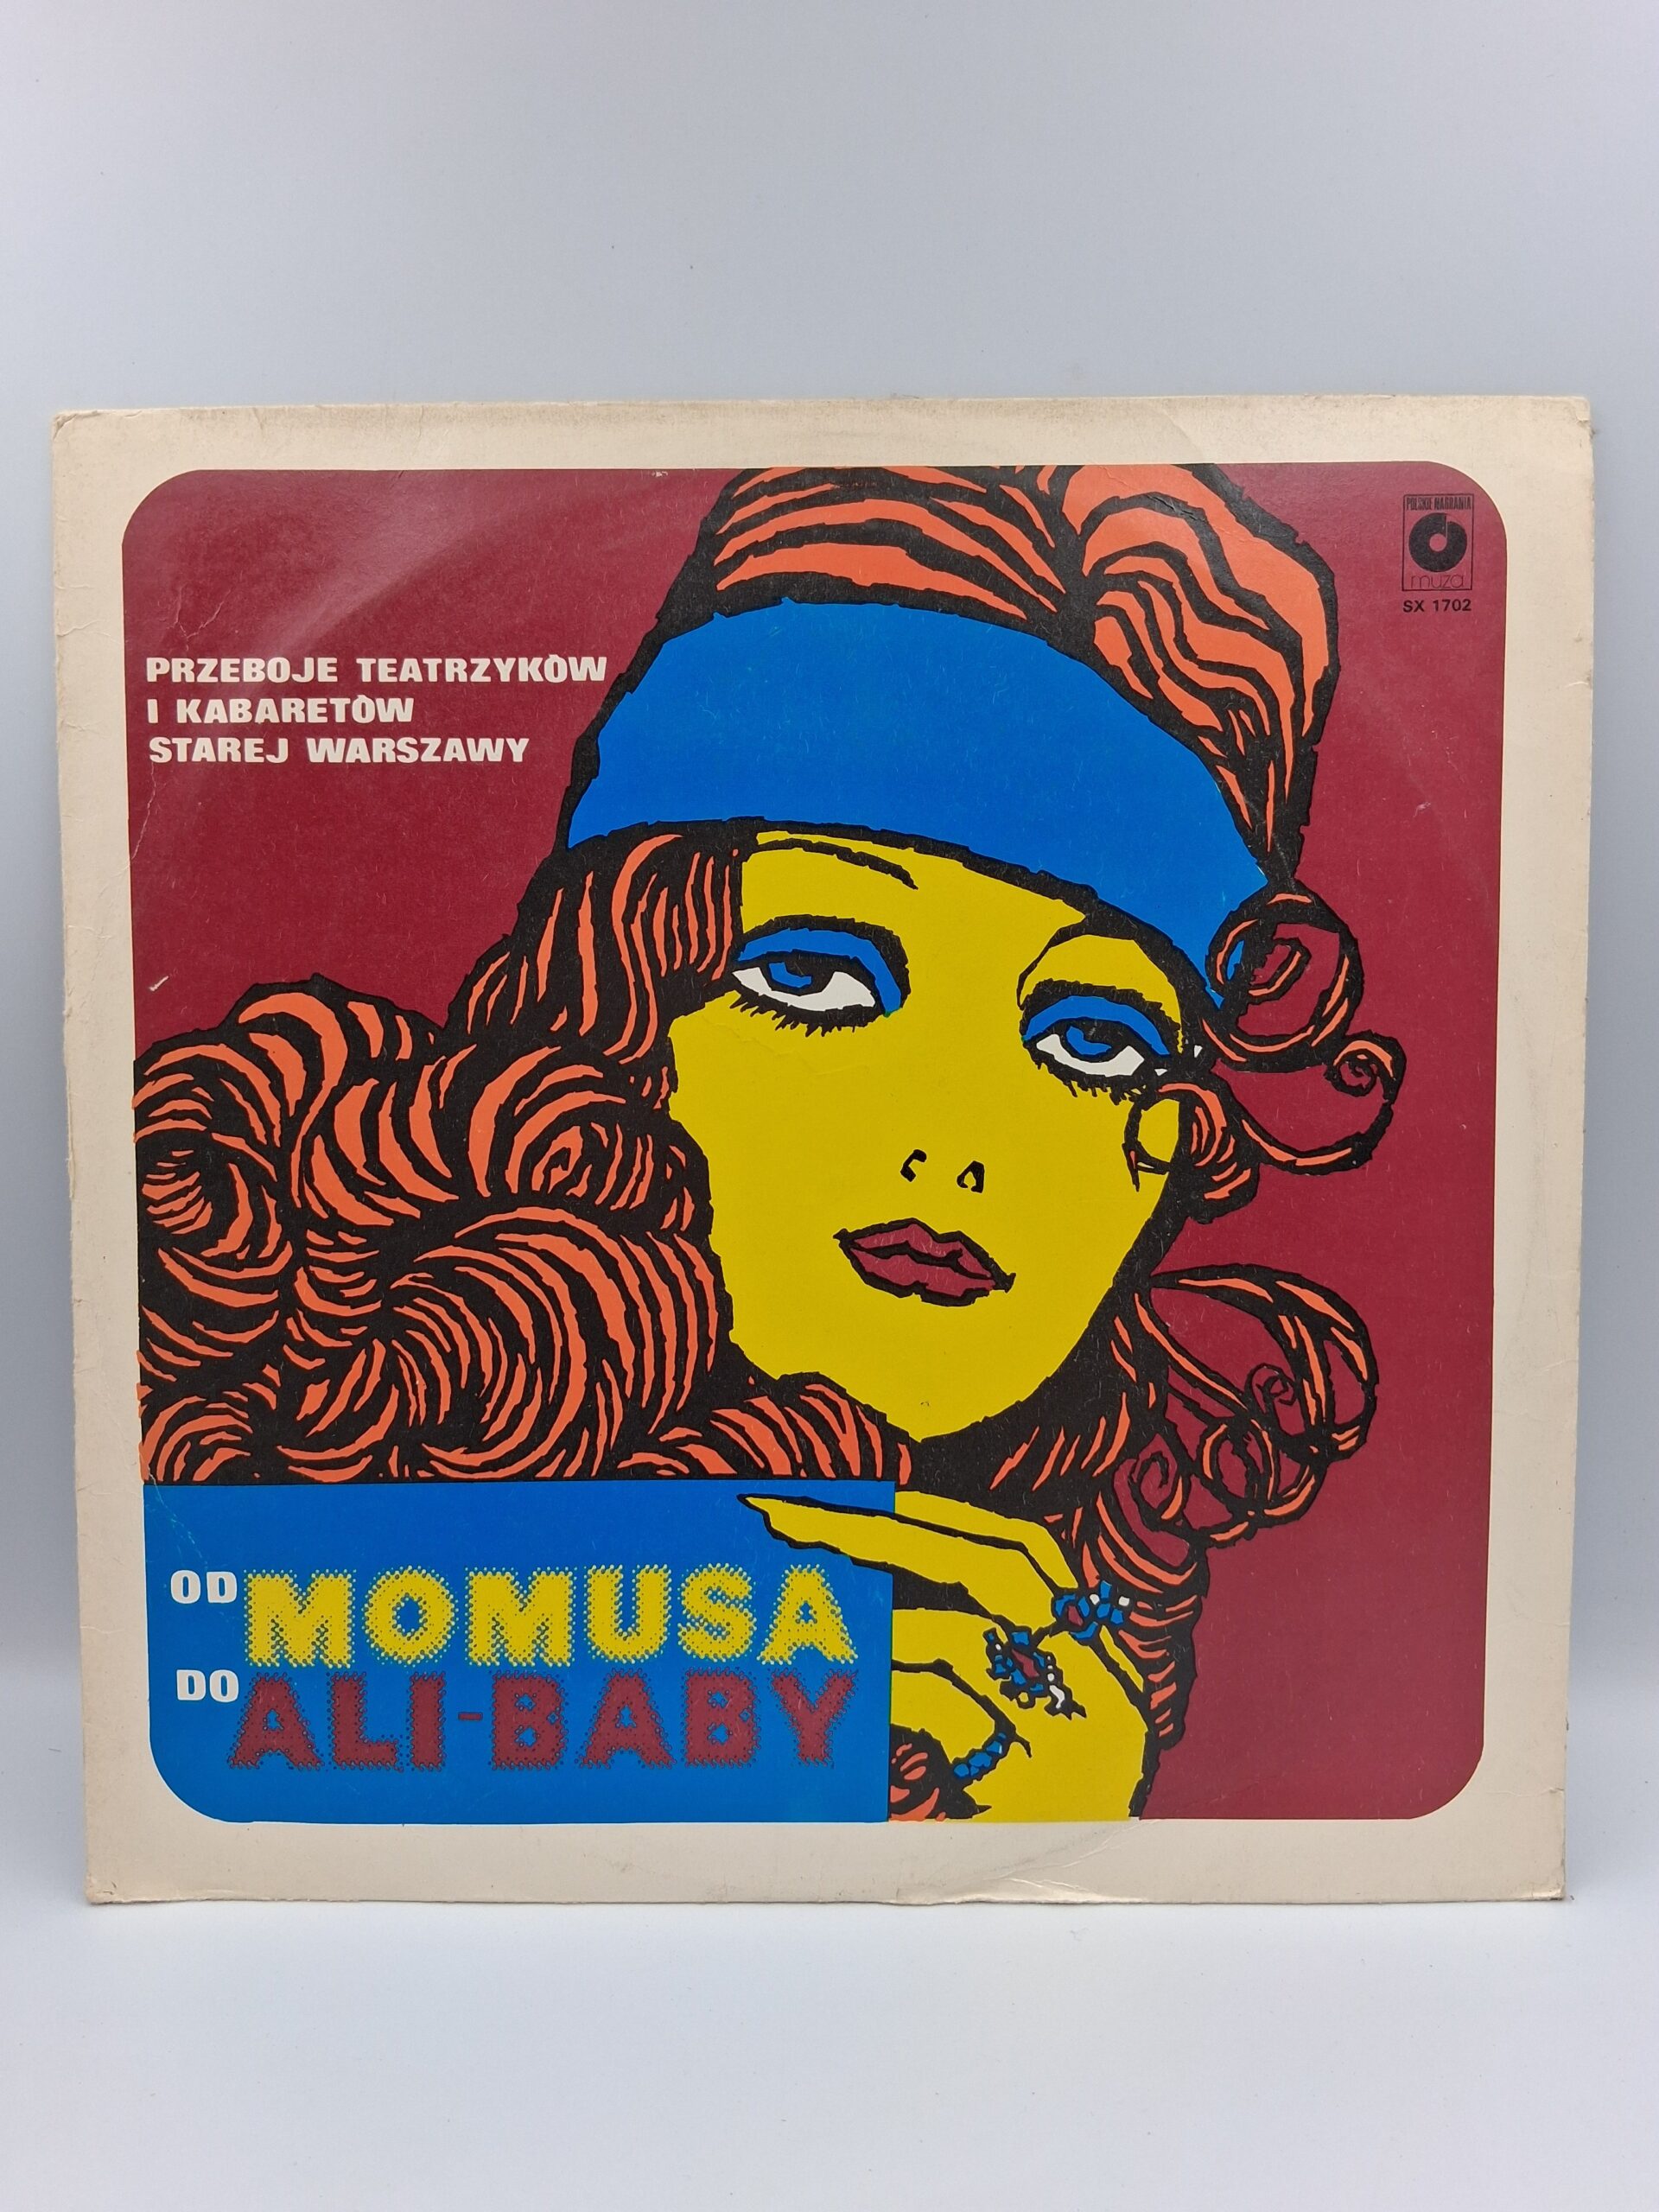 POLSKIE NAGRANIA
muza
SX 1702
PRZEBOJE TEATRZYKÓW
I KABARETÓW
STAREJ WARSZAWY
OD MOMUSA
DO ALI-BABY